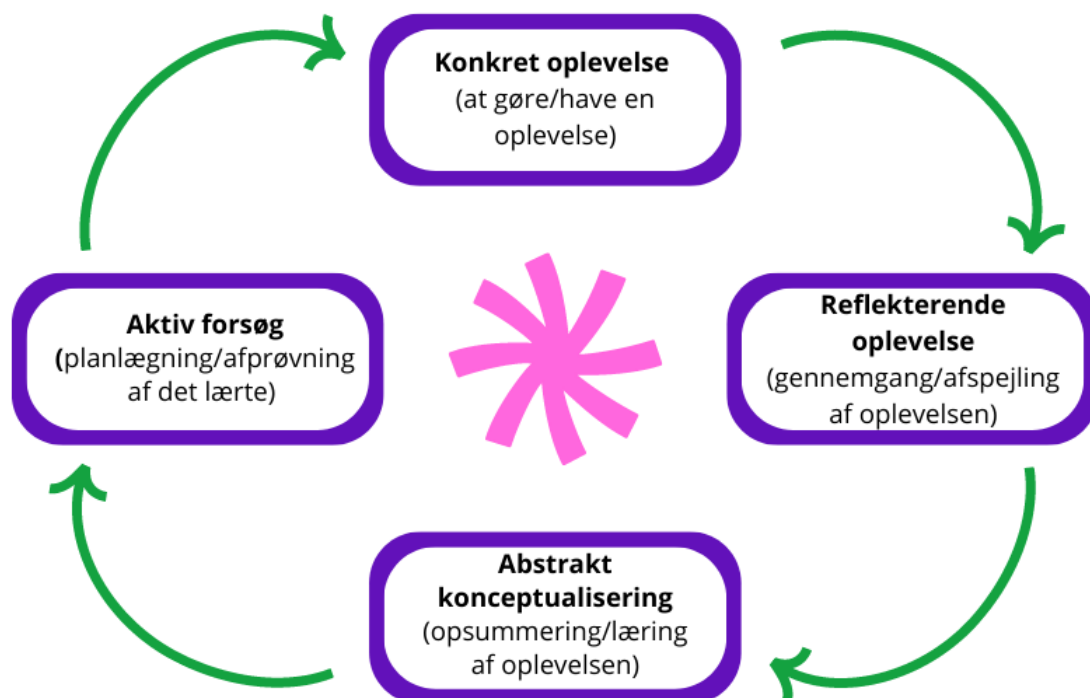 Konkret oplevelse
(at gøre/have en
oplevelse)
Reflekterende
oplevelse
(gennemgang/afspejling
af oplevelsen)
Abstrakt
konceptualisering
(opsummering/læring
af oplevelsen)
Aktiv forsøg
(planlægning/afprøvning
af det lærte)